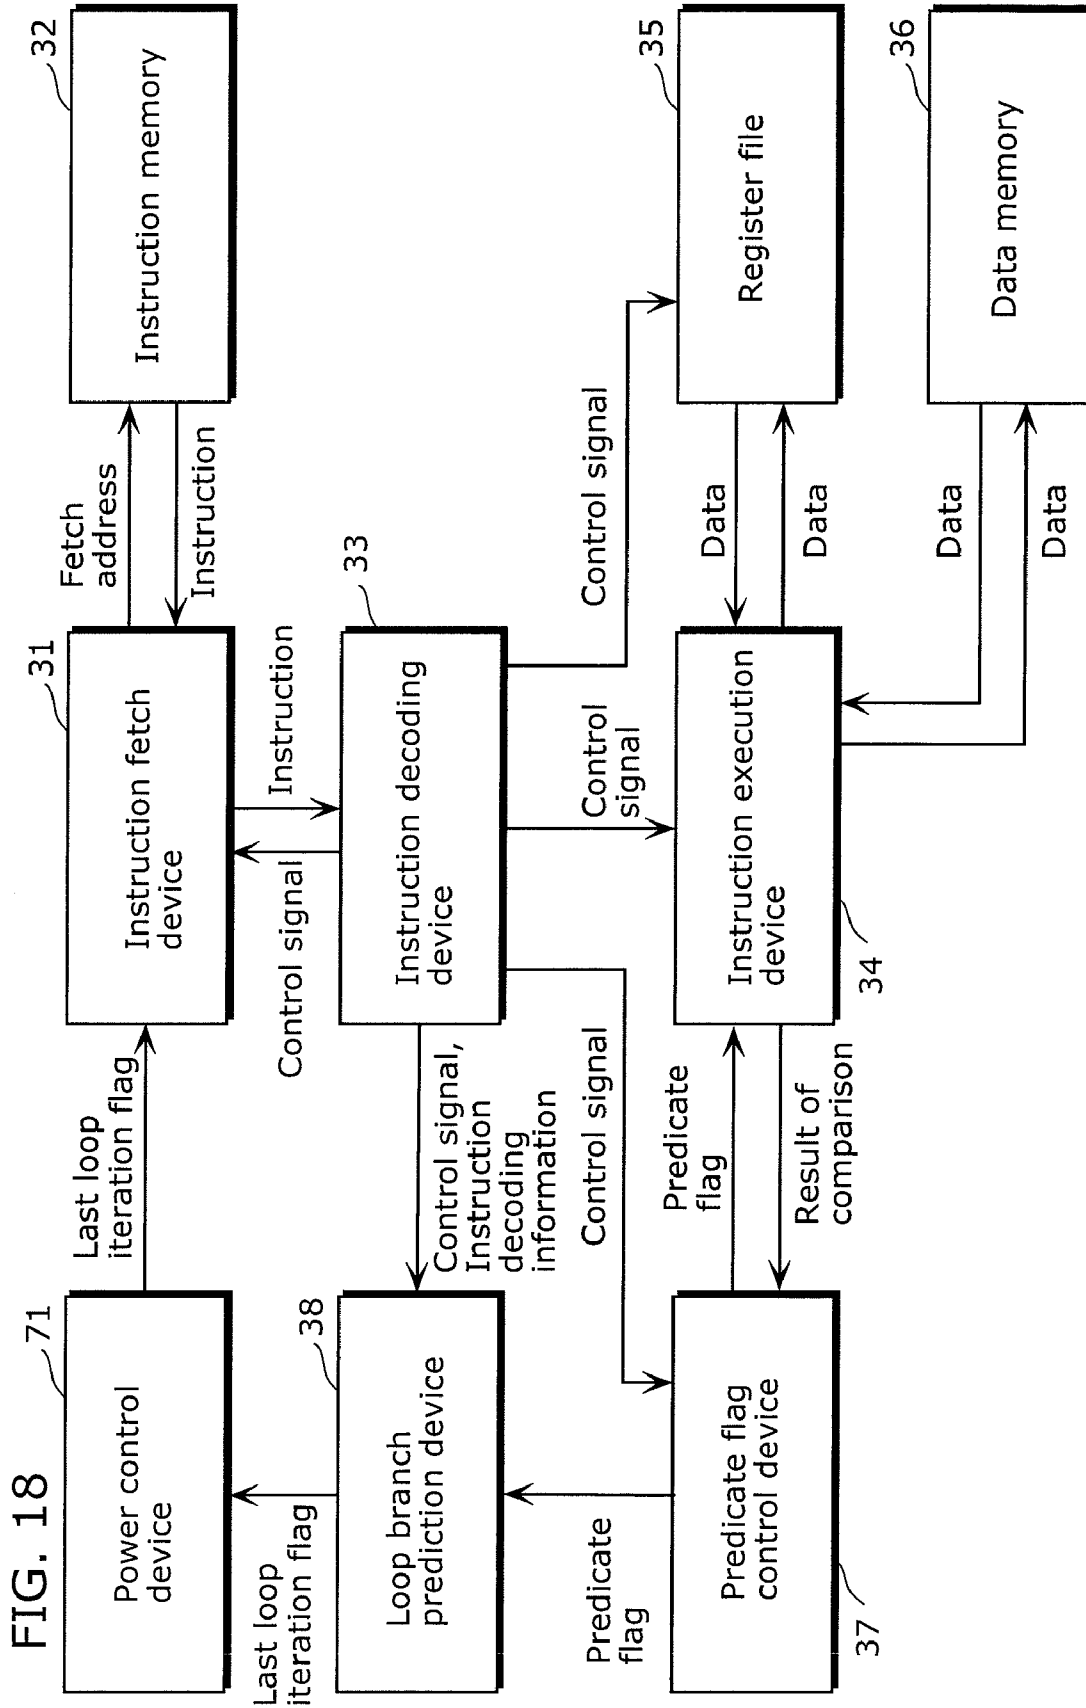 FIG. 18
71
Power control
device
Last loop
iteration flag
31
Instruction fetch
device
Fetch
address
Instruction
32
Instruction memory
Last loop
iteration flag
Control signal
Instruction
38
Loop branch
prediction device
Control signal,
Instruction
decoding
information
33
Instruction decoding
device
Predicate
flag
Control signal
Control
signal
Control signal
37
Predicate flag
control device
Predicate
flag
Result of
comparison
34
Instruction execution
device
Data
Data
35
Register file
Data
Data
36
Data memory